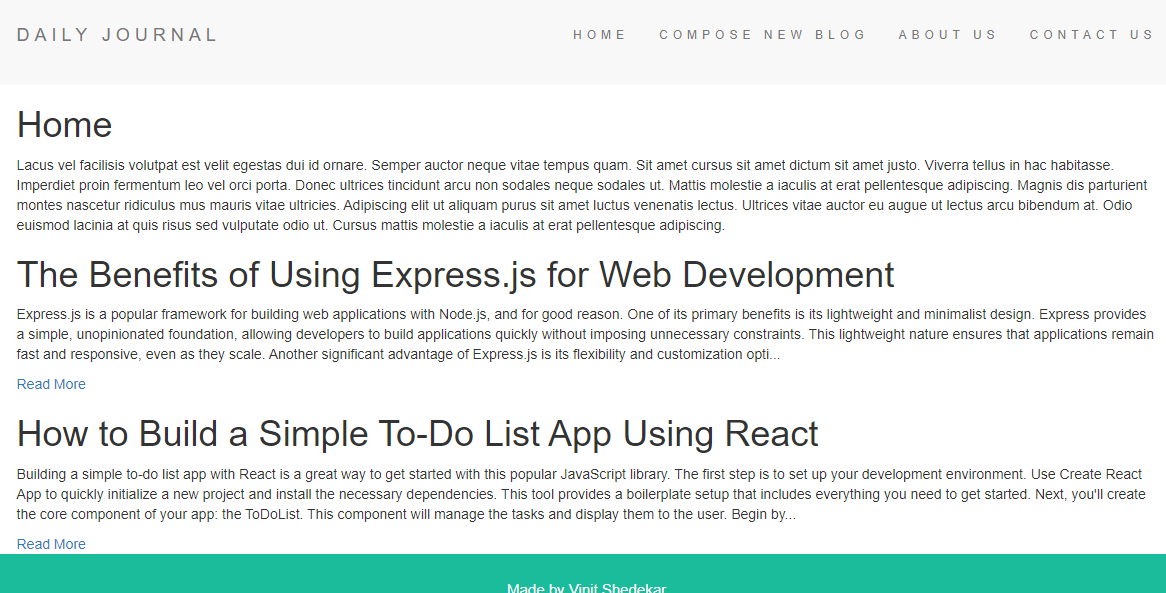 DAILY JOURNAL
HOME COMPOSE NEW BLOG ABOUT US CONTACT US
Home
Lacus vel facilisis volutpat est velit egestas dui id ornare. Semper auctor neque vitae tempus quam. Sit amet cursus sit amet dictum sit amet justo. Viverra tellus in hac habitasse.
Imperdiet proin fermentum leo vel orci porta. Donec ultrices tincidunt arcu non sodales neque sodales ut. Mattis molestie a iaculis at erat pellentesque adipiscing. Magnis dis parturient
montes nascetur ridiculus mus mauris vitae ultricies. Adipiscing elit ut aliquam purus sit amet luctus venenatis lectus. Ultrices vitae auctor eu augue ut lectus arcu bibendum at. Odio
euismod lacinia at quis risus sed vulputate odio ut. Cursus mattis molestie a iaculis at erat pellentesque adipiscing.
The Benefits of Using Express.js for Web Development
Express.js is a popular framework for building web applications with Node.js, and for good reason. One of its primary benefits is its lightweight and minimalist design. Express provides
a simple, unopinionated foundation, allowing developers to build applications quickly without imposing unnecessary constraints. This lightweight nature ensures that applications remain
fast and responsive, even as they scale. Another significant advantage of Express.js is its flexibility and customization opti...
Read More
How to Build a Simple To-Do List App Using React
Building a simple to-do list app with React is a great way to get started with this popular JavaScript library. The first step is to set up your development environment. Use Create React
App to quickly initialize a new project and install the necessary dependencies. This tool provides a boilerplate setup that includes everything you need to get started. Next, you'll create
the core component of your app: the ToDoList. This component will manage the tasks and display them to the user. Begin by...
Read More
Made by Vinit Shedekar